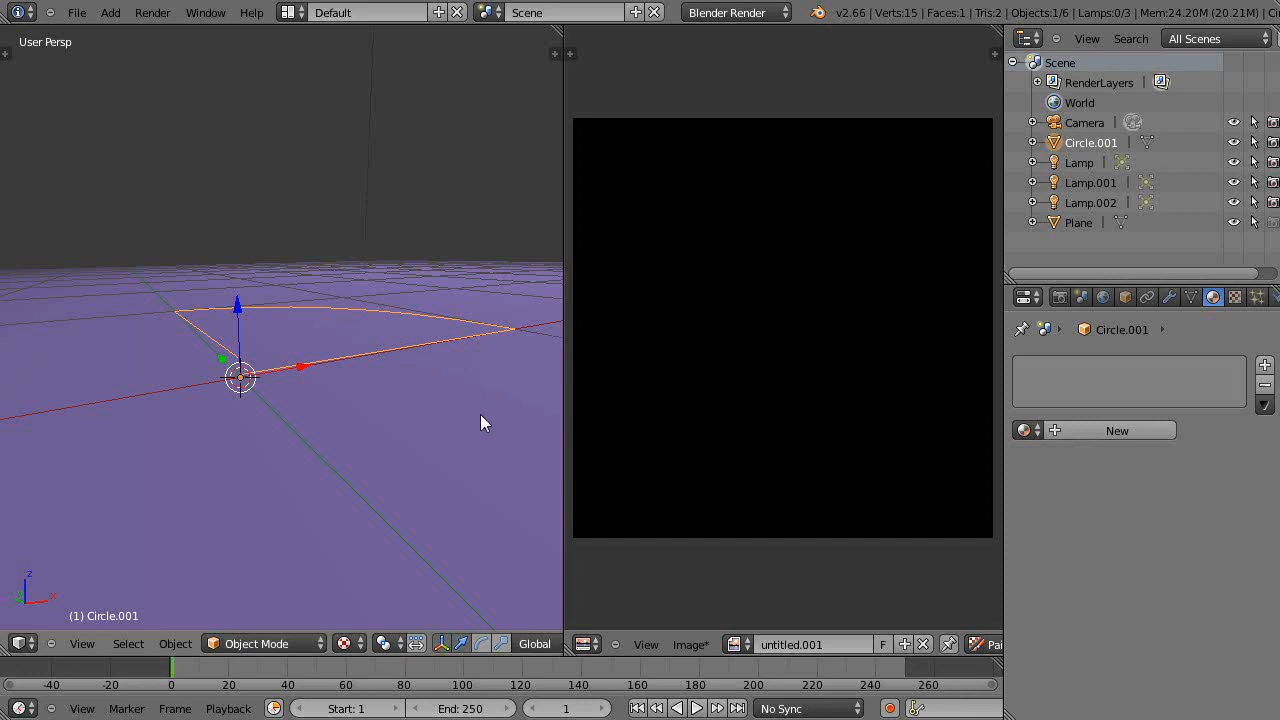 File Add Render Window Help Default Scene Blender Render v2.66 | Verts:15 | Faces:1 | Tris:2 | Objects:1/6 | Lamps:0/3 | Mem:24.20M (20.21M) |
User Persp
View Search All Scenes
Scene
RenderLayers
World
Camera
Circle.001
Lamp
Lamp.001
Lamp.002
Plane
Circle.001
New
z
x
(1) Circle.001
View Select Object Object Mode Global
View Image* untitled.001 F Pai
-40 -20 0 20 40 60 80 100 120 140 160 180 200 220 240 260
View Marker Frame Playback Start: 1 End: 250 1 No Sync